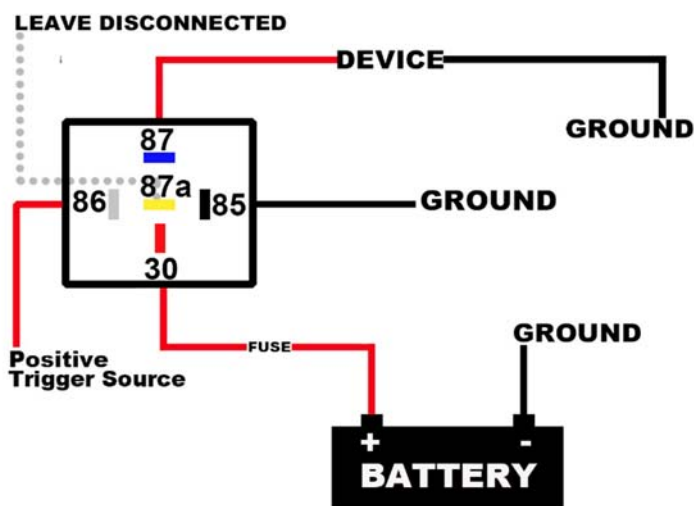 LEAVE DISCONNECTED
DEVICE
GROUND
87
87a
86
85
GROUND
30
FUSE
GROUND
Positive
Trigger Source
+
-
BATTERY